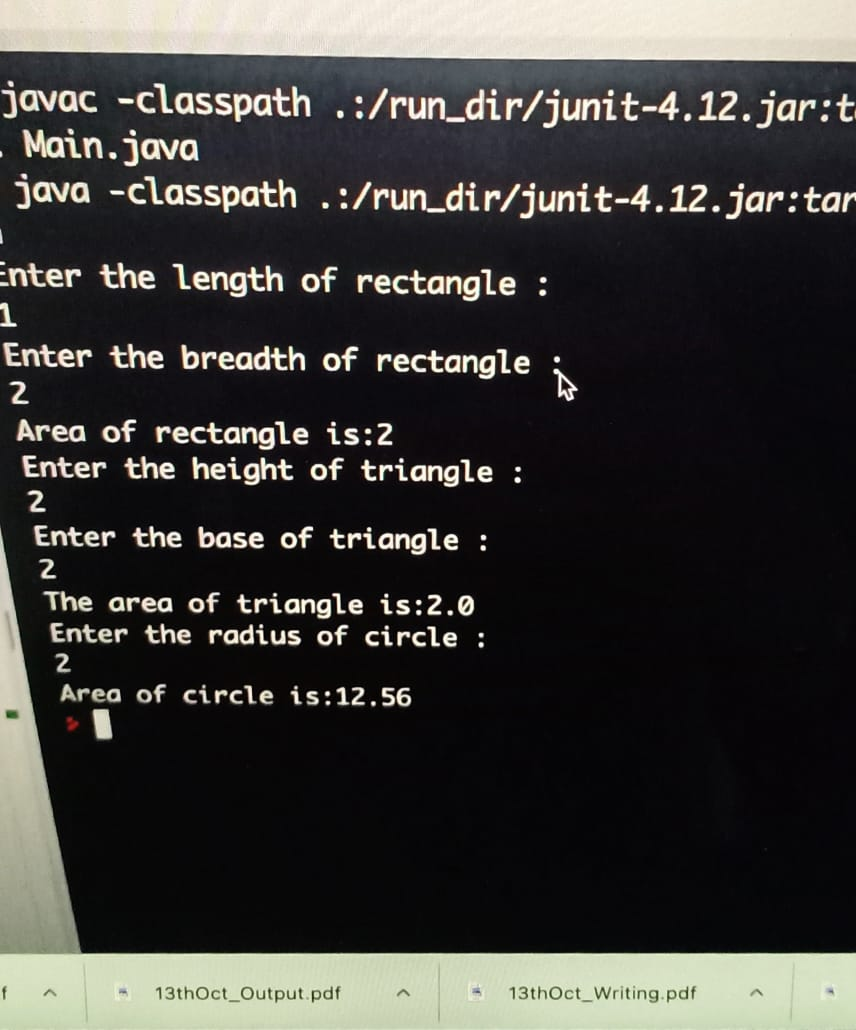 javac -classpath .:/run_dir/junit-4.12.jar:t
. Main.java
java -classpath .:/run_dir/junit-4.12.jar:tar
Enter the length of rectangle :
1
Enter the breadth of rectangle :
2
Area of rectangle is:2
Enter the height of triangle :
2
Enter the base of triangle :
2
The area of triangle is:2.0
Enter the radius of circle :
2
Area of circle is:12.56
>
f 13thOct_Output.pdf 13thOct_Writing.pdf